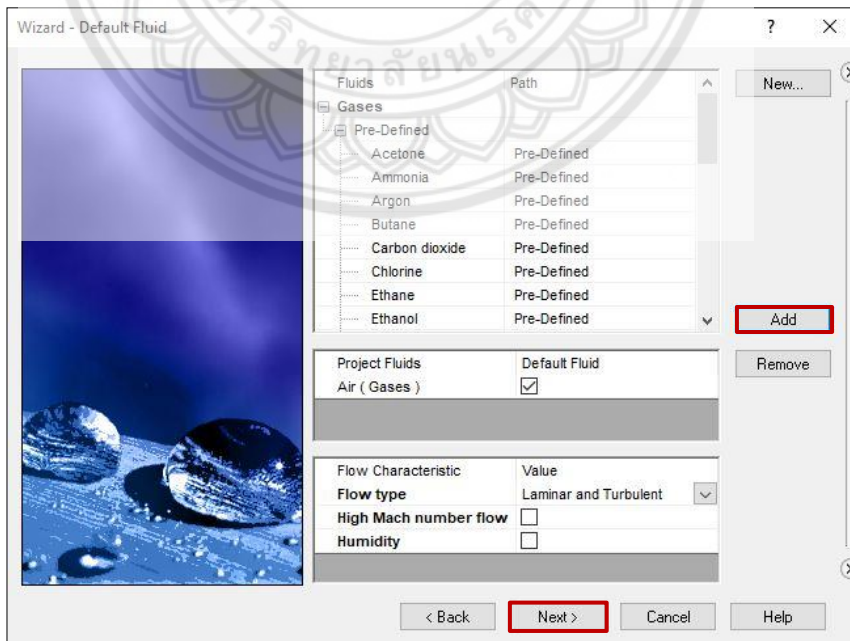 Wizard - Default Fluid ?
Fluids Path
Gases
Pre-Defined
Acetone Pre-Defined
Ammonia Pre-Defined
Argon Pre-Defined
Butane Pre-Defined
Carbon dioxide Pre-Defined
Chlorine Pre-Defined
Ethane Pre-Defined
Ethanol Pre-Defined
New...
Add
Remove
Project Fluids Default Fluid
Air ( Gases )
Flow Characteristic Value
Flow type Laminar and Turbulent
High Mach number flow
Humidity
< Back Next > Cancel Help